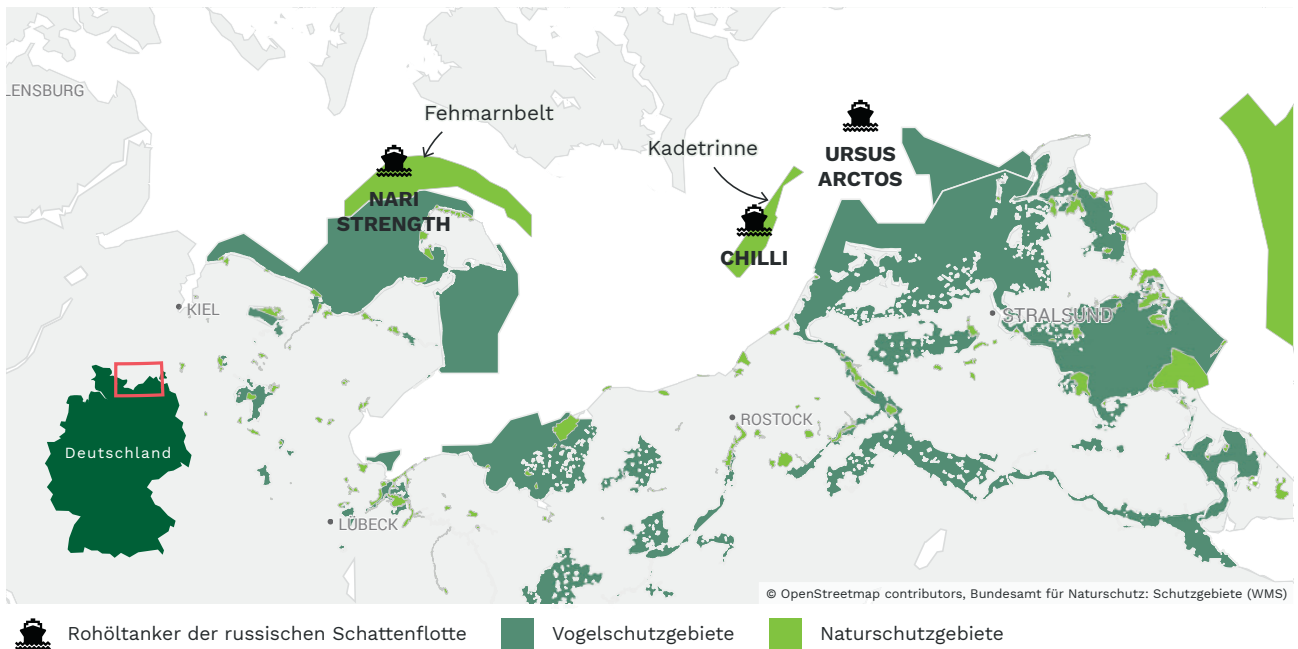 LENSBURG
Fehmarnbelt
Kadetrinne
URSUS
ARCTOS
NARI
STRENGTH
CHILLI
KIEL
STRALSUND
ROSTOCK
Deutschland
LÜBECK
© OpenStreetmap contributors, Bundesamt für Naturschutz: Schutzgebiete (WMS)
Rohöltanker der russischen Schattenflotte
Vogelschutzgebiete
Naturschutzgebiete